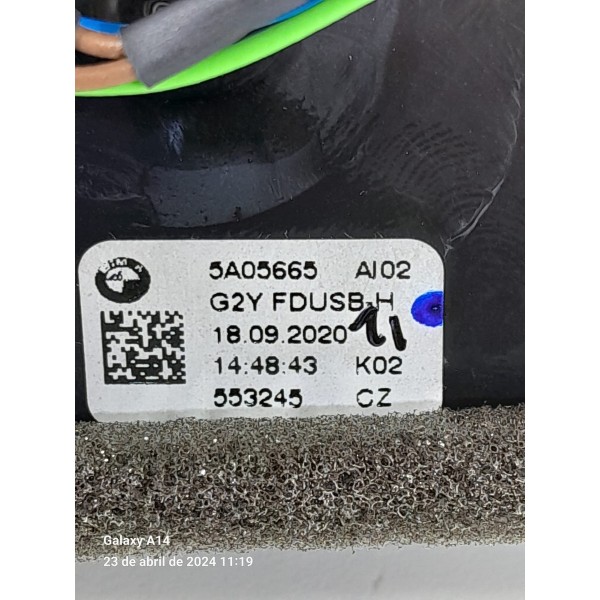 BMW
5A05665 AI02
G2Y FDUSB-H
18.09.2020
14:48:43 K02
553245 CZ
Galaxy A14
23 de abril de 2024 11:19